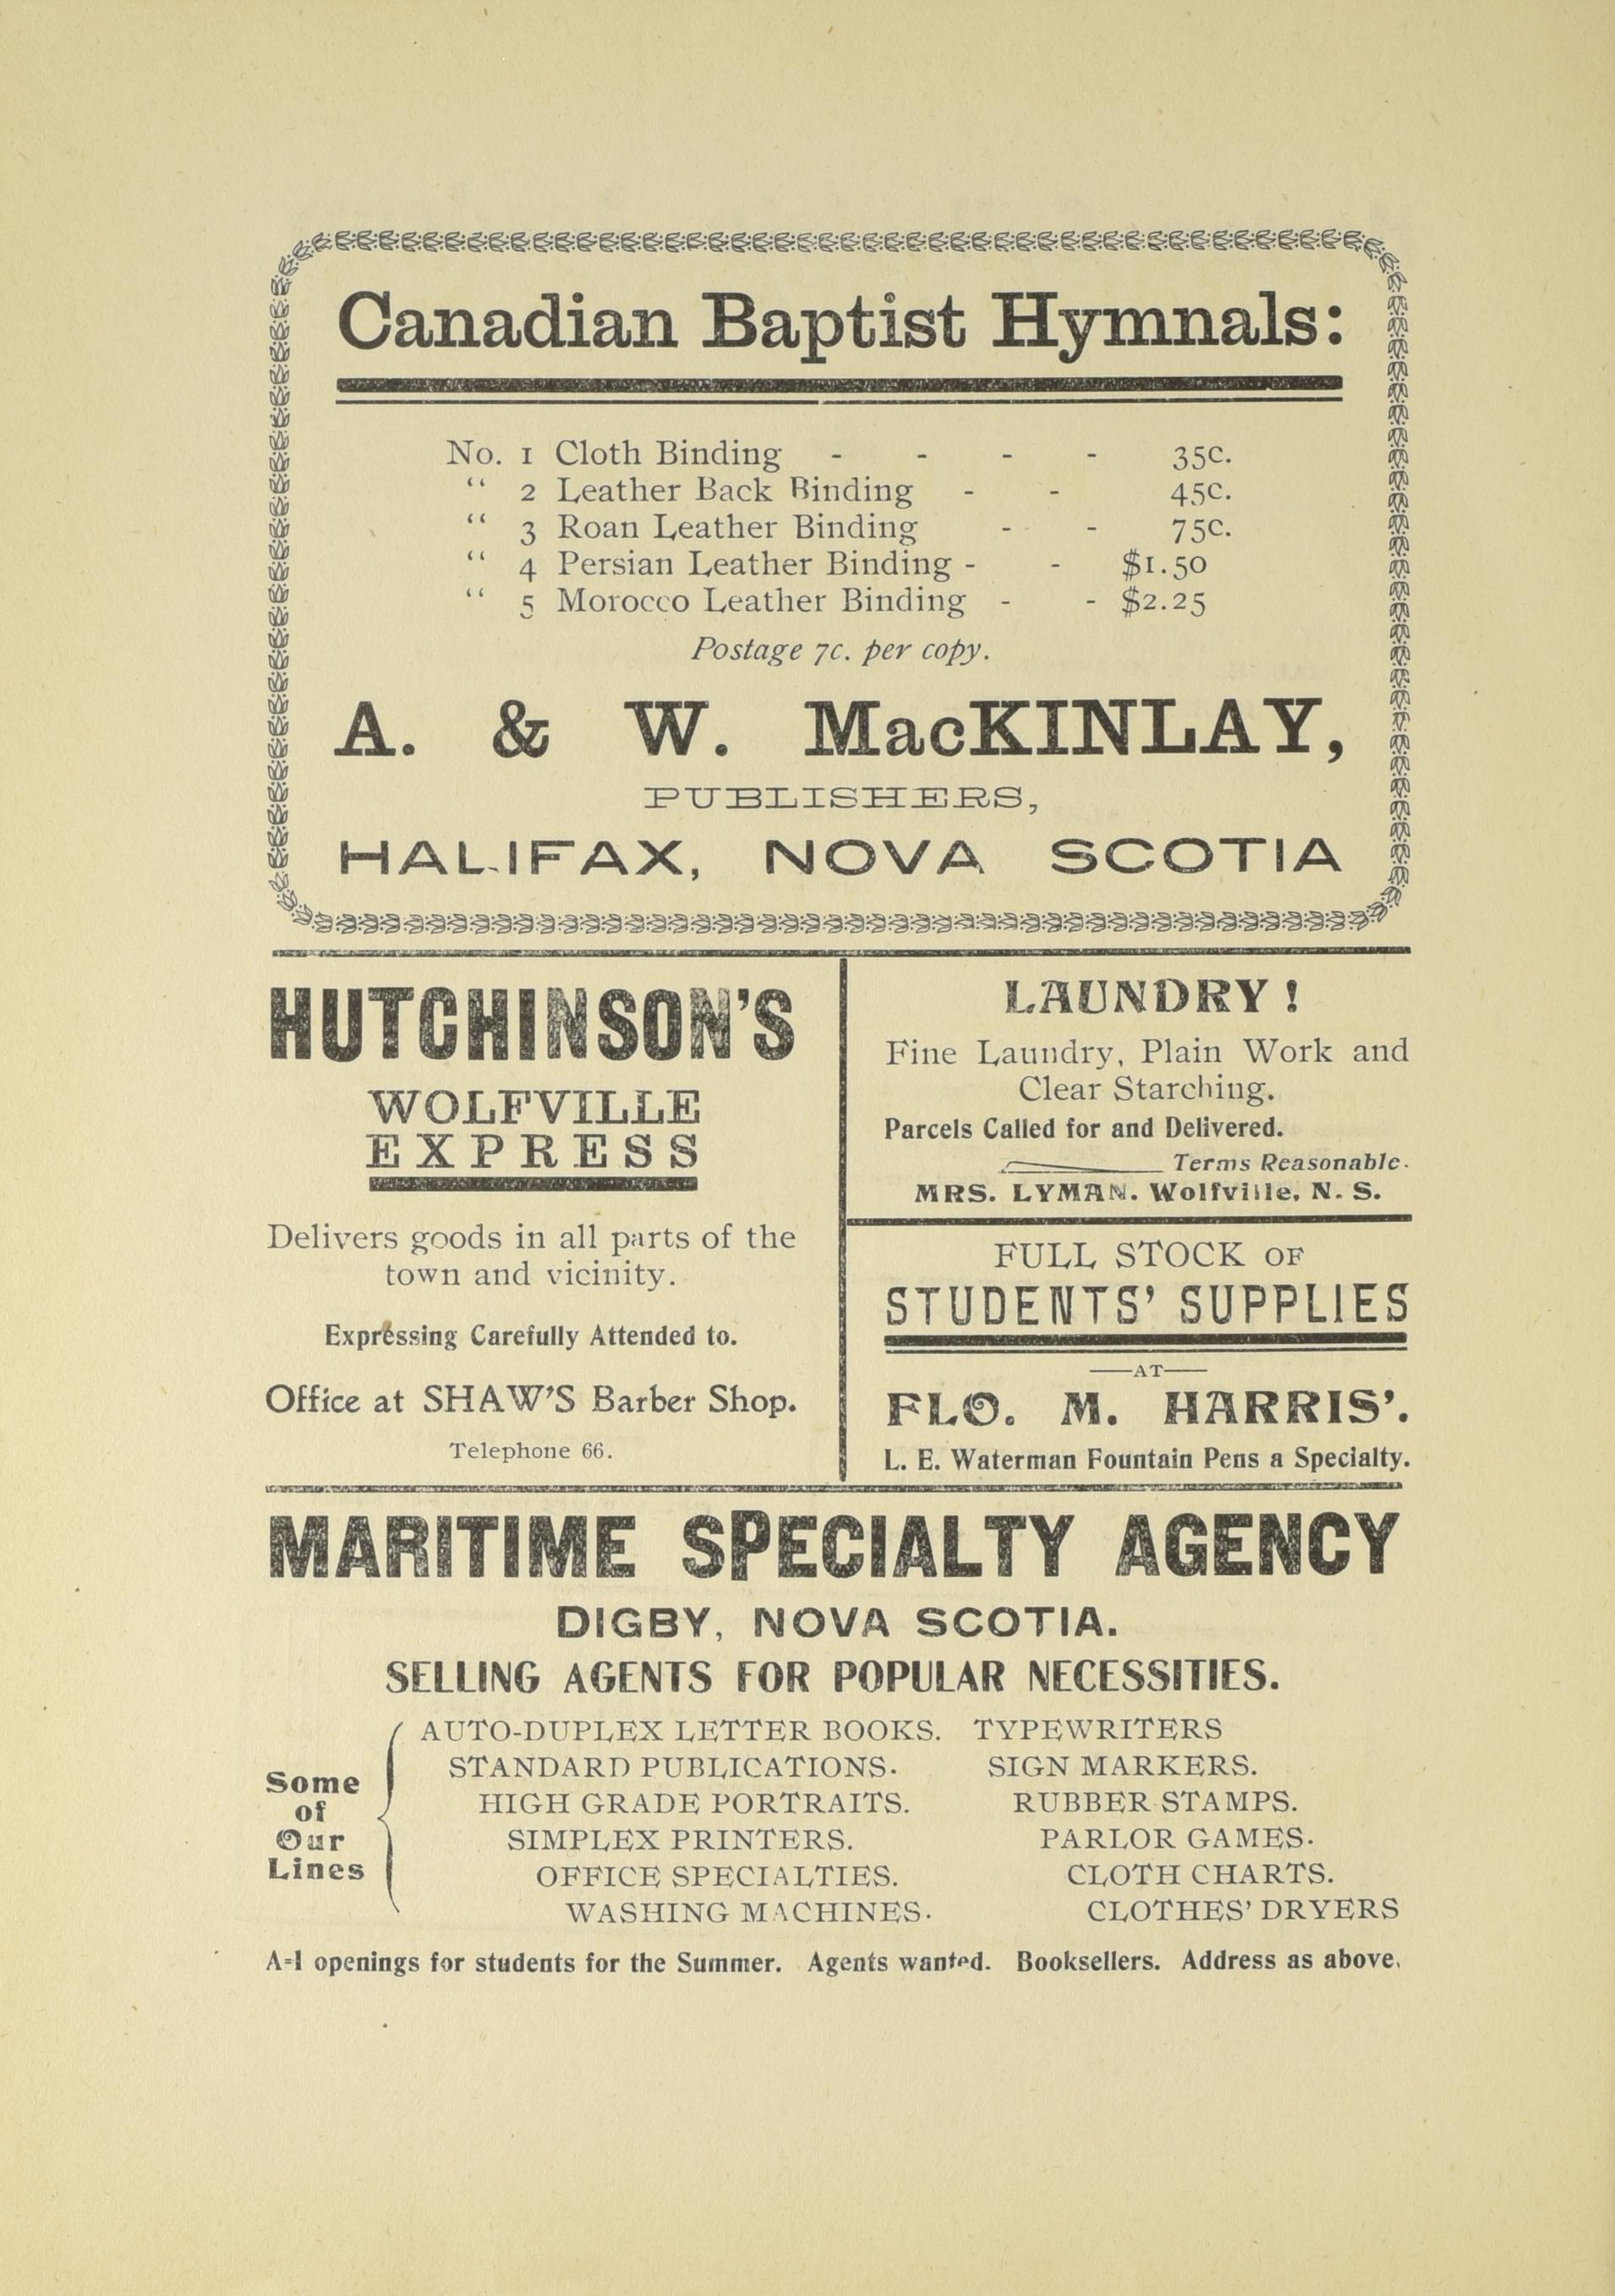 Canadian Baptist Hymnals:
No. 1 Cloth Binding - - - - 35c.
“ 2 Leather Back Binding - - 45c.
“ 3 Roan Leather Binding - - 75c.
“ 4 Persian Leather Binding - - $1.50
“ 5 Morocco Leather Binding - - $2.25
Postage 7c. per copy.
A. & W. MacKINLAY,
PUBLISHERS,
HALIFAX, NOVA SCOTIA
HUTCHINSON'S
WOLFVILLE
EXPRESS
Delivers goods in all parts of the
town and vicinity.
Expressing Carefully Attended to.
Office at SHAW'S Barber Shop.
Telephone 66.
LAUNDRY !
Fine Laundry, Plain Work and
Clear Starching.
Parcels Called for and Delivered.
Terms Reasonable.
MRS. LYMAN. Wolfville, N. S.
FULL STOCK OF
STUDENTS' SUPPLIES
—AT—
FLO. M. HARRIS'.
L. E. Waterman Fountain Pens a Specialty.
MARITIME SPECIALTY AGENCY
DIGBY, NOVA SCOTIA.
SELLING AGENTS FOR POPULAR NECESSITIES.
Some
of
Our
Lines
AUTO-DUPLEX LETTER BOOKS. TYPEWRITERS
STANDARD PUBLICATIONS. SIGN MARKERS.
HIGH GRADE PORTRAITS. RUBBER STAMPS.
SIMPLEX PRINTERS. PARLOR GAMES.
OFFICE SPECIALTIES. CLOTH CHARTS.
WASHING MACHINES. CLOTHES' DRYERS
A=1 openings for students for the Summer. Agents wanted. Booksellers. Address as above.